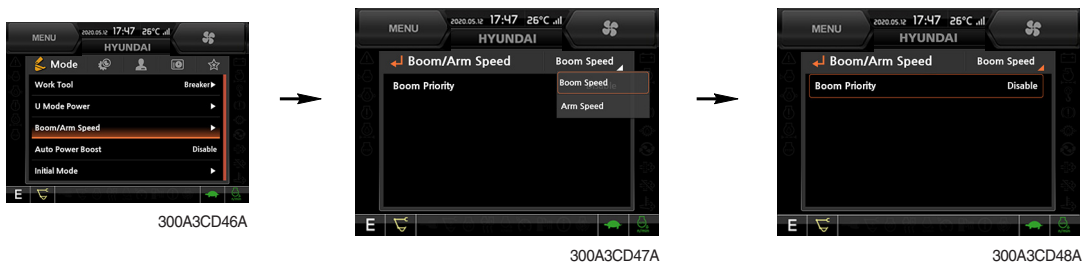 MENU
2020.05.12 17:47 26°C
HYUNDAI
Mode
Work Tool Breaker
U Mode Power
Boom/Arm Speed
Auto Power Boost Disable
Initial Mode
E
300A3CD46A
MENU
2020.05.12 17:47 26°C
HYUNDAI
Boom/Arm Speed Boom Speed
Boom Priority
Boom Speed
Arm Speed
E
300A3CD47A
MENU
2020.05.12 17:47 26°C
HYUNDAI
Boom/Arm Speed Boom Speed
Boom Priority Disable
E
300A3CD48A